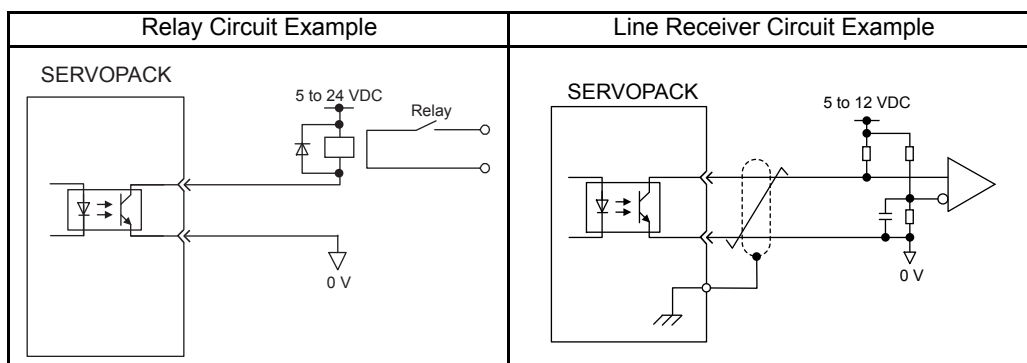 Relay Circuit Example
Line Receiver Circuit Example
SERVOPACK
5 to 24 VDC
Relay
0 V
SERVOPACK
5 to 12 VDC
0 V